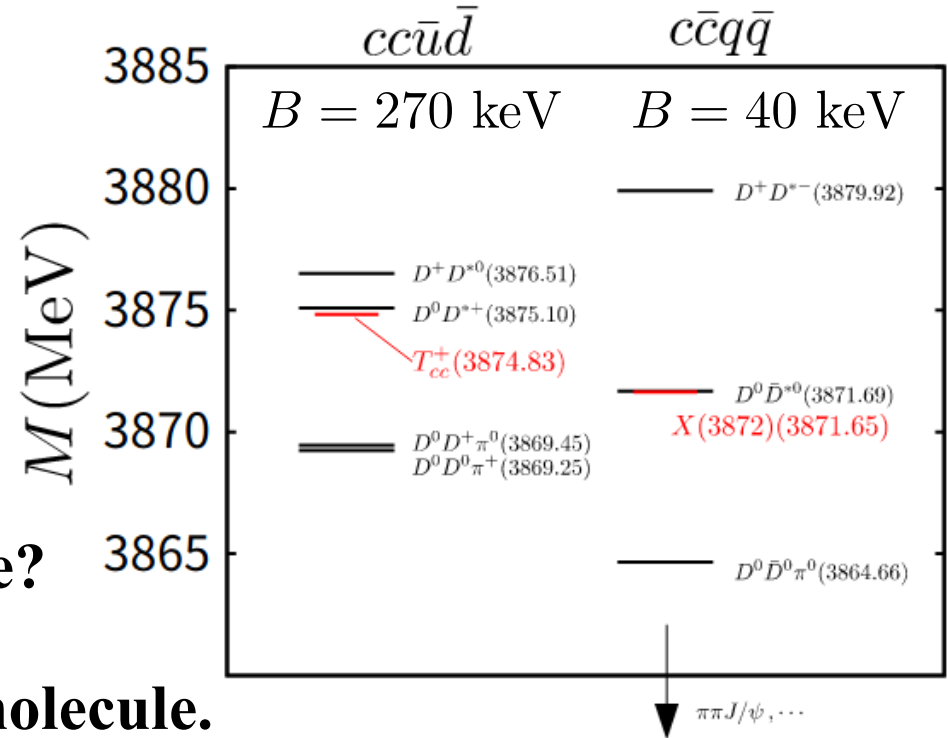 ccūd̄
cc̄qq̄
B = 270 keV
B = 40 keV
M(MeV)
3885
3880
3875
3870
3865
D⁺D*⁰(3876.51)
D⁰D*⁺(3875.10)
T⁺cc(3874.83)
D⁰D⁺π⁰(3869.45)
D⁰D⁰π⁺(3869.25)
D⁺D*⁻(3879.92)
D⁰D̄*⁰(3871.69)
X(3872)(3871.65)
D⁰D̄⁰π⁰(3864.66)
ππJ/ψ, ⋯
e?
olecule.